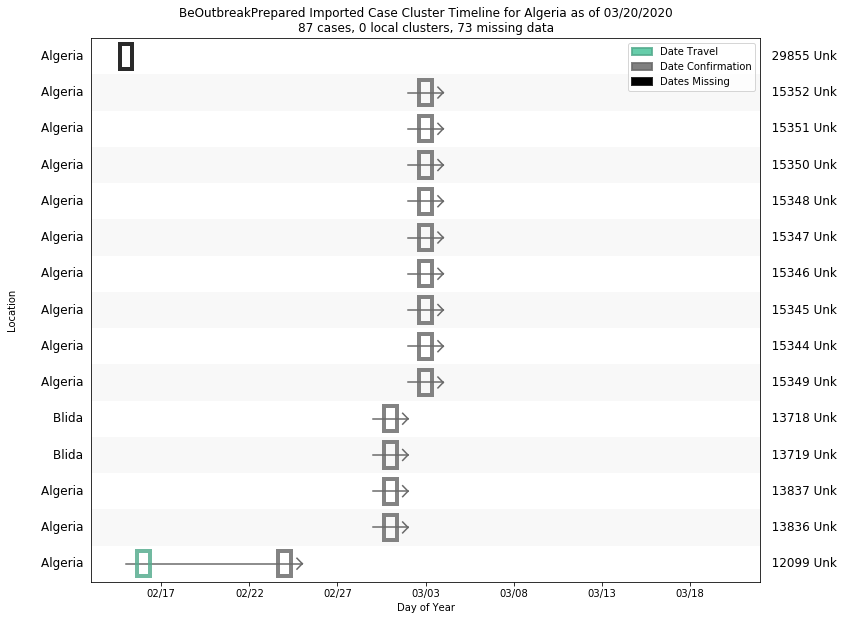 BeOutbreakPrepared Imported Case Cluster Timeline for Algeria as of 03/20/2020
87 cases, 0 local clusters, 73 missing data
Date Travel
Date Confirmation
Dates Missing
Algeria 29855 Unk
Algeria 15352 Unk
Algeria 15351 Unk
Algeria 15350 Unk
Algeria 15348 Unk
Algeria 15347 Unk
Algeria 15346 Unk
Algeria 15345 Unk
Algeria 15344 Unk
Algeria 15349 Unk
Blida 13718 Unk
Blida 13719 Unk
Algeria 13837 Unk
Algeria 13836 Unk
Algeria 12099 Unk
Location
02/17 02/22 02/27 03/03 03/08 03/13 03/18
Day of Year